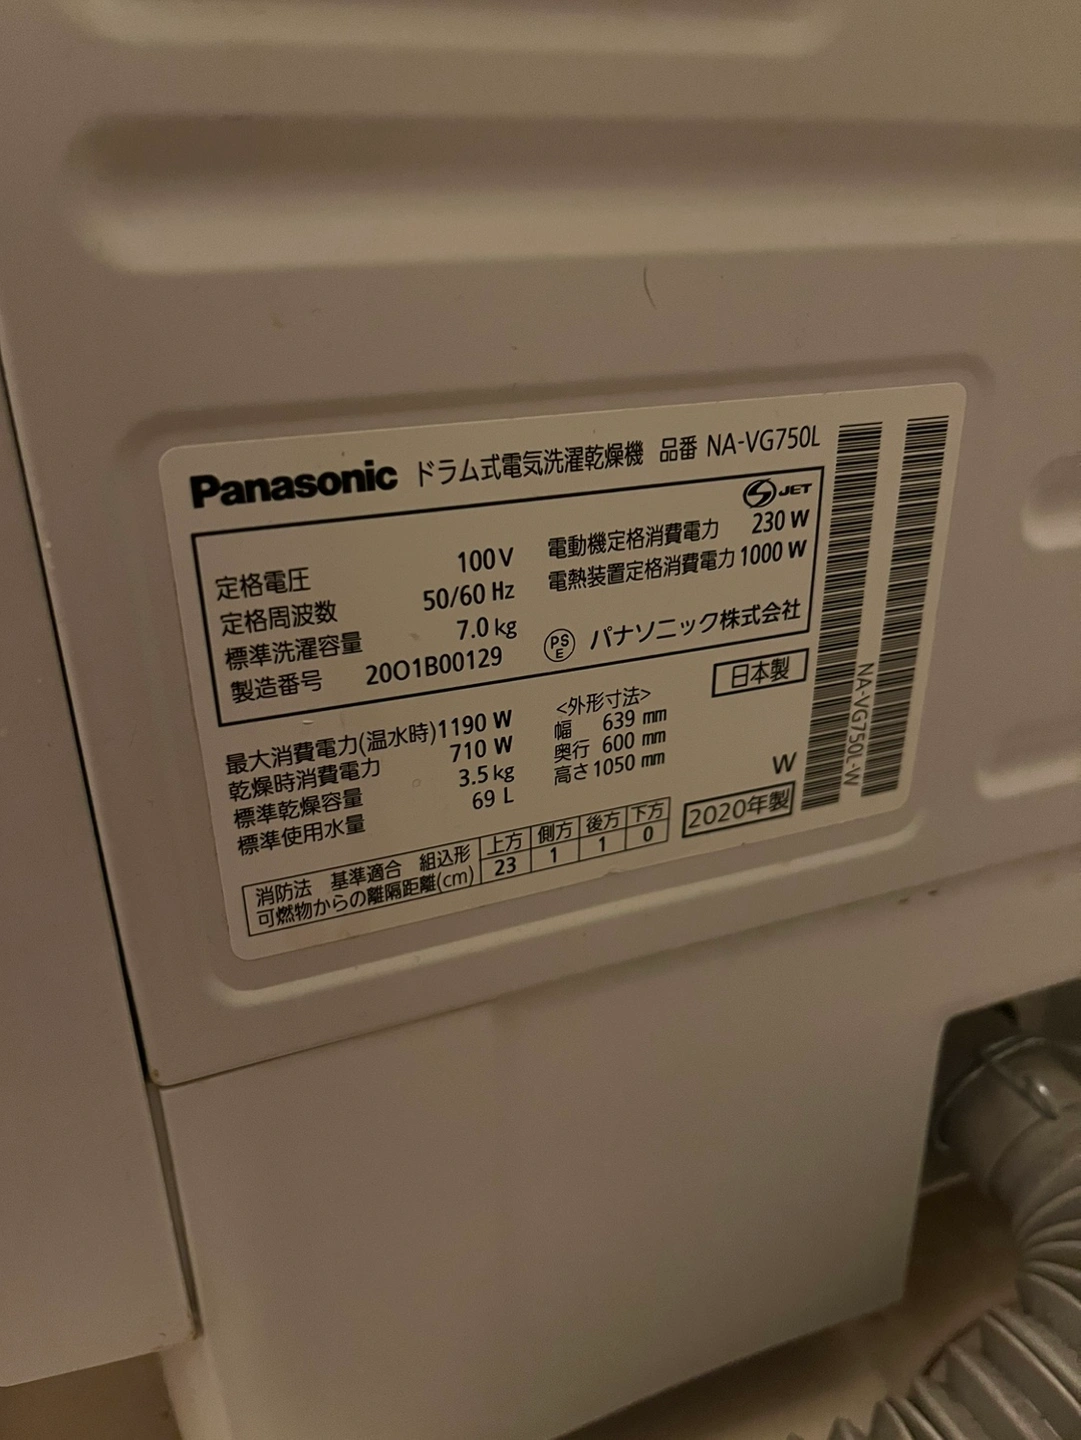 Panasonic ドラム式電気洗濯乾燥機 品番 NA-VG750L
JET
定格電圧 100V 電動機定格消費電力 230 W
定格周波数 50/60 Hz 電熱装置定格消費電力 1000 W
標準洗濯容量 7.0 kg
製造番号 20O1B00129 PSE パナソニック株式会社
日本製
最大消費電力(温水時) 1190 W <外形寸法>
乾燥時消費電力 710 W 幅 639 mm
標準乾燥容量 3.5 kg 奥行 600 mm
標準使用水量 69 L 高さ 1050 mm
W
2020年製
消防法 基準適合 組込形 上方 側方 後方 下方
可燃物からの離隔距離(cm) 23 1 1 0
NA-VG750L-W